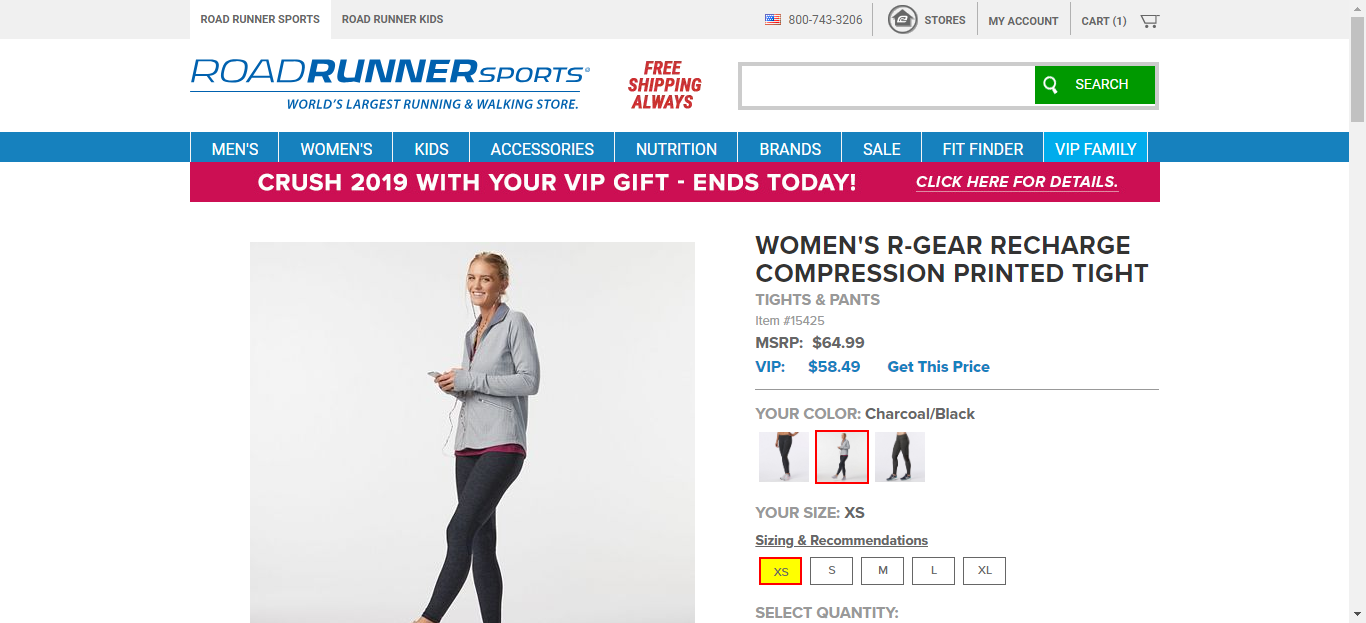 ROAD RUNNER SPORTS
ROAD RUNNER KIDS
800-743-3206
STORES
MY ACCOUNT
CART (1)
ROADRUNNERSPORTS®
WORLD'S LARGEST RUNNING & WALKING STORE.
FREE
SHIPPING
ALWAYS
SEARCH
MEN'S
WOMEN'S
KIDS
ACCESSORIES
NUTRITION
BRANDS
SALE
FIT FINDER
VIP FAMILY
CRUSH 2019 WITH YOUR VIP GIFT - ENDS TODAY!
CLICK HERE FOR DETAILS.
WOMEN'S R-GEAR RECHARGE
COMPRESSION PRINTED TIGHT
TIGHTS & PANTS
Item #15425
MSRP: $64.99
VIP: $58.49 Get This Price
YOUR COLOR: Charcoal/Black
YOUR SIZE: XS
Sizing & Recommendations
XS
S
M
L
XL
SELECT QUANTITY: